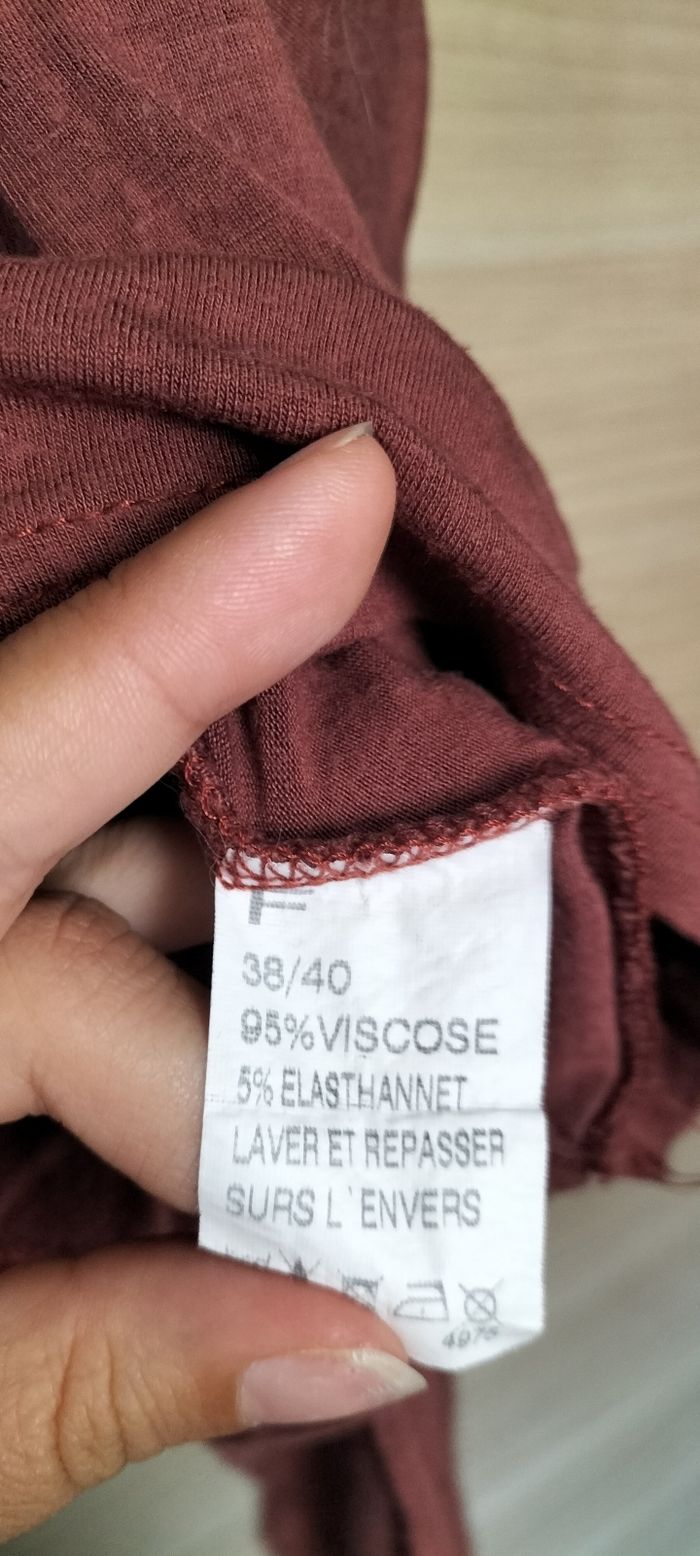 F
38/40
95%VISCOSE
5% ELASTHANNET
LAVER ET REPASSER
SURS L'ENVERS